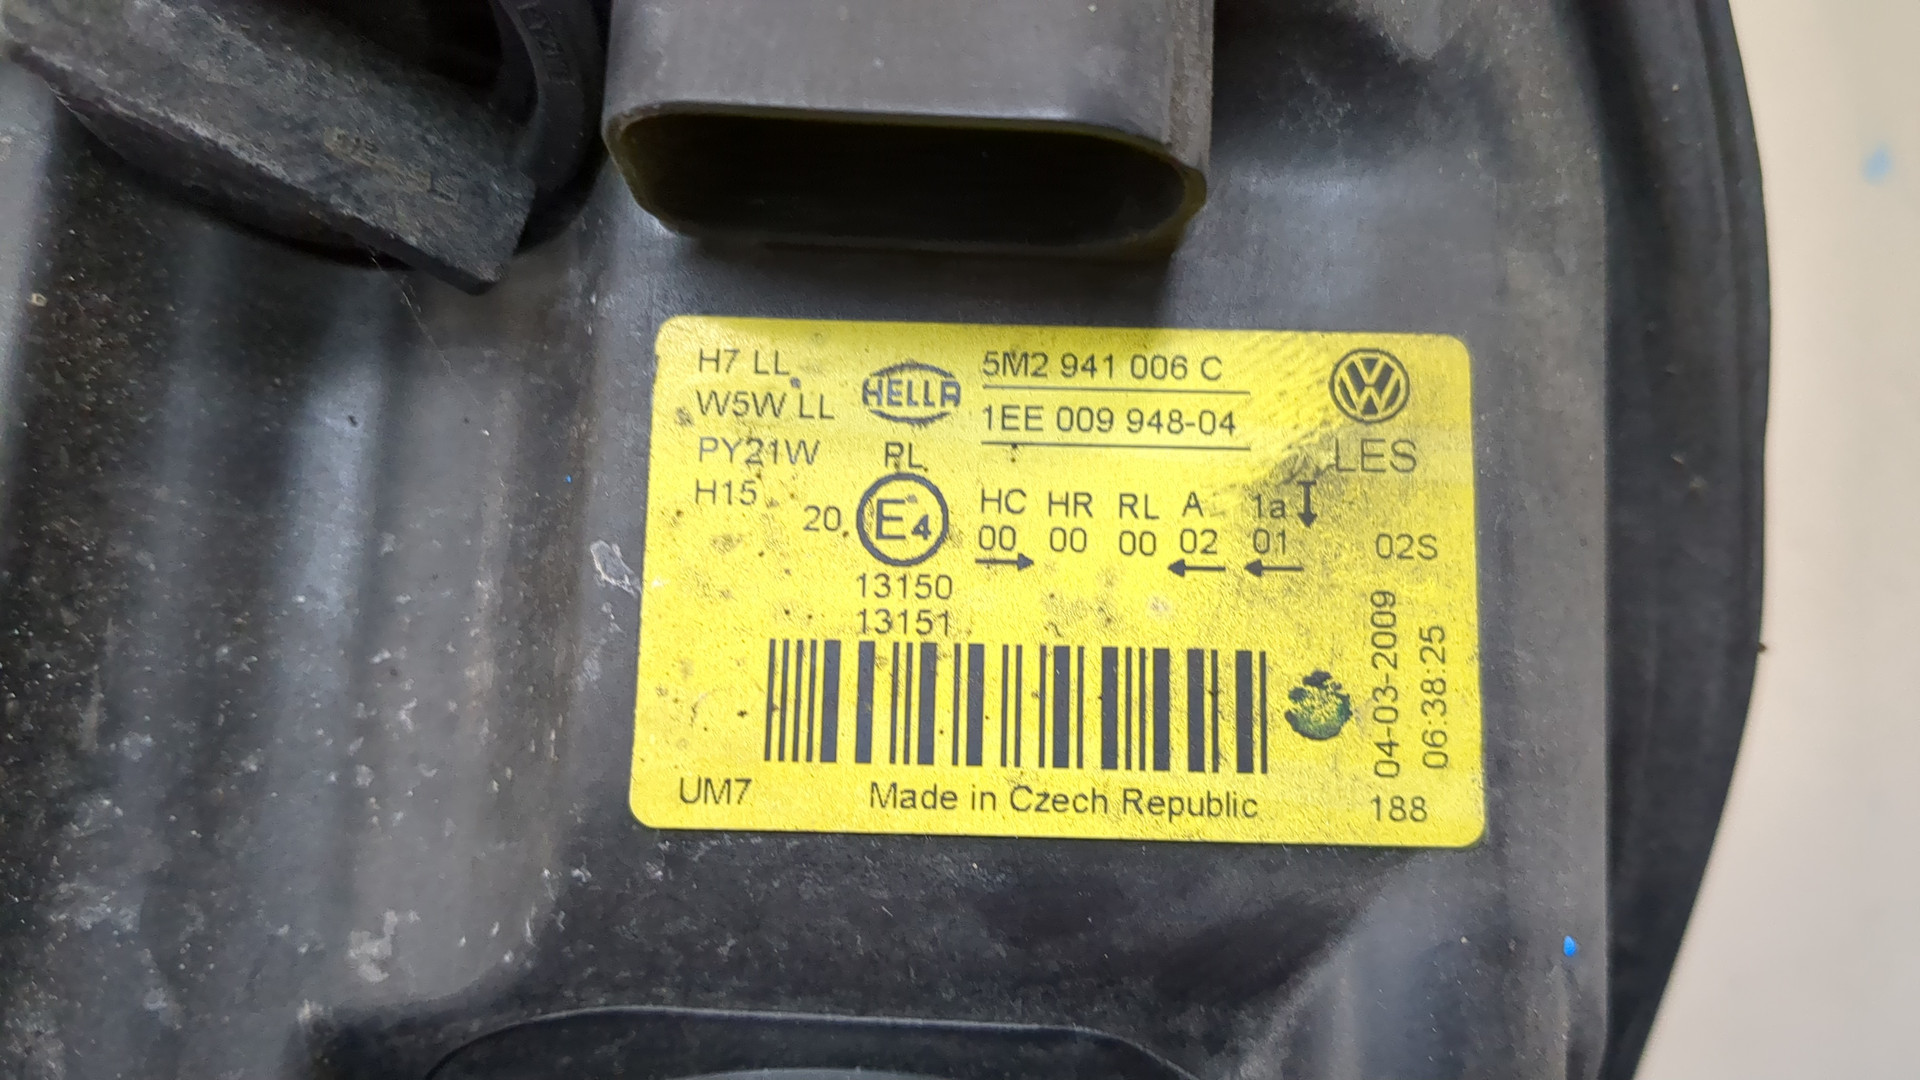 H7 LL
W5W LL
PY21W
H15
HELLA
5M2 941 006 C
1EE 009 948-04
LES
RL
20 E4
HC HR RL A 1a
00 00 00 02 01
02S
13150
13151
04-03-2009
06:38:25
UM7
Made in Czech Republic
188